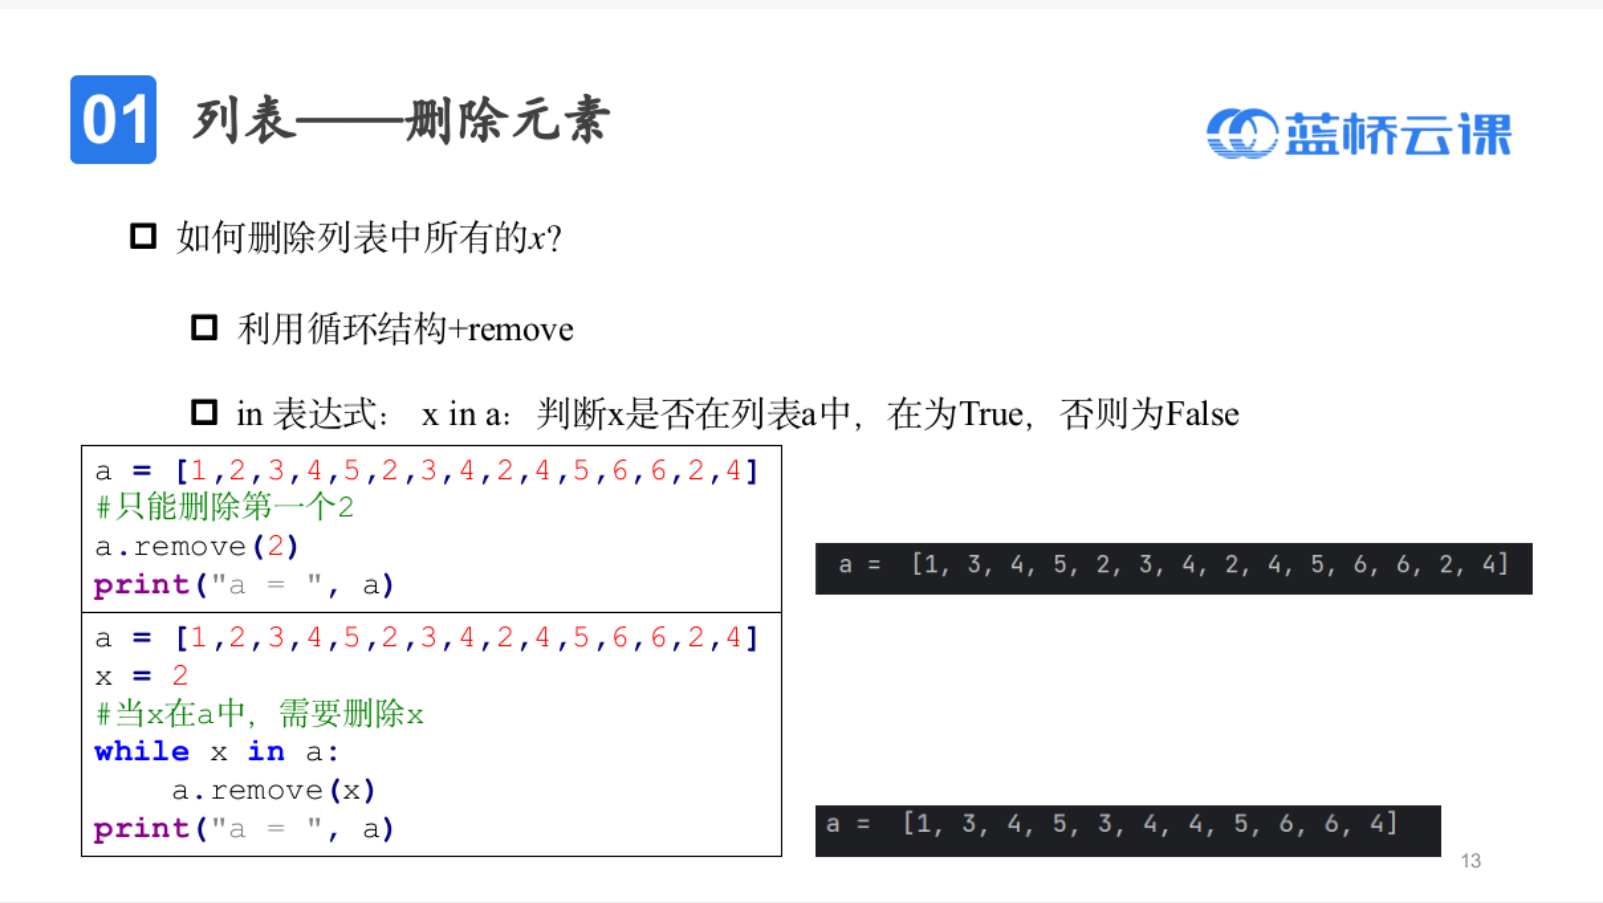 01 列表——删除元素
蓝桥云课
如何删除列表中所有的x?
利用循环结构+remove
in 表达式： x in a：判断x是否在列表a中，在为True，否则为False
a = [1,2,3,4,5,2,3,4,2,4,5,6,6,2,4]
#只能删除第一个2
a.remove(2)
print("a = ", a)
a =  [1, 3, 4, 5, 2, 3, 4, 2, 4, 5, 6, 6, 2, 4]
a = [1,2,3,4,5,2,3,4,2,4,5,6,6,2,4]
x = 2
#当x在a中，需要删除x
while x in a:
    a.remove(x)
print("a = ", a)
a =  [1, 3, 4, 5, 3, 4, 4, 5, 6, 6, 4]
13